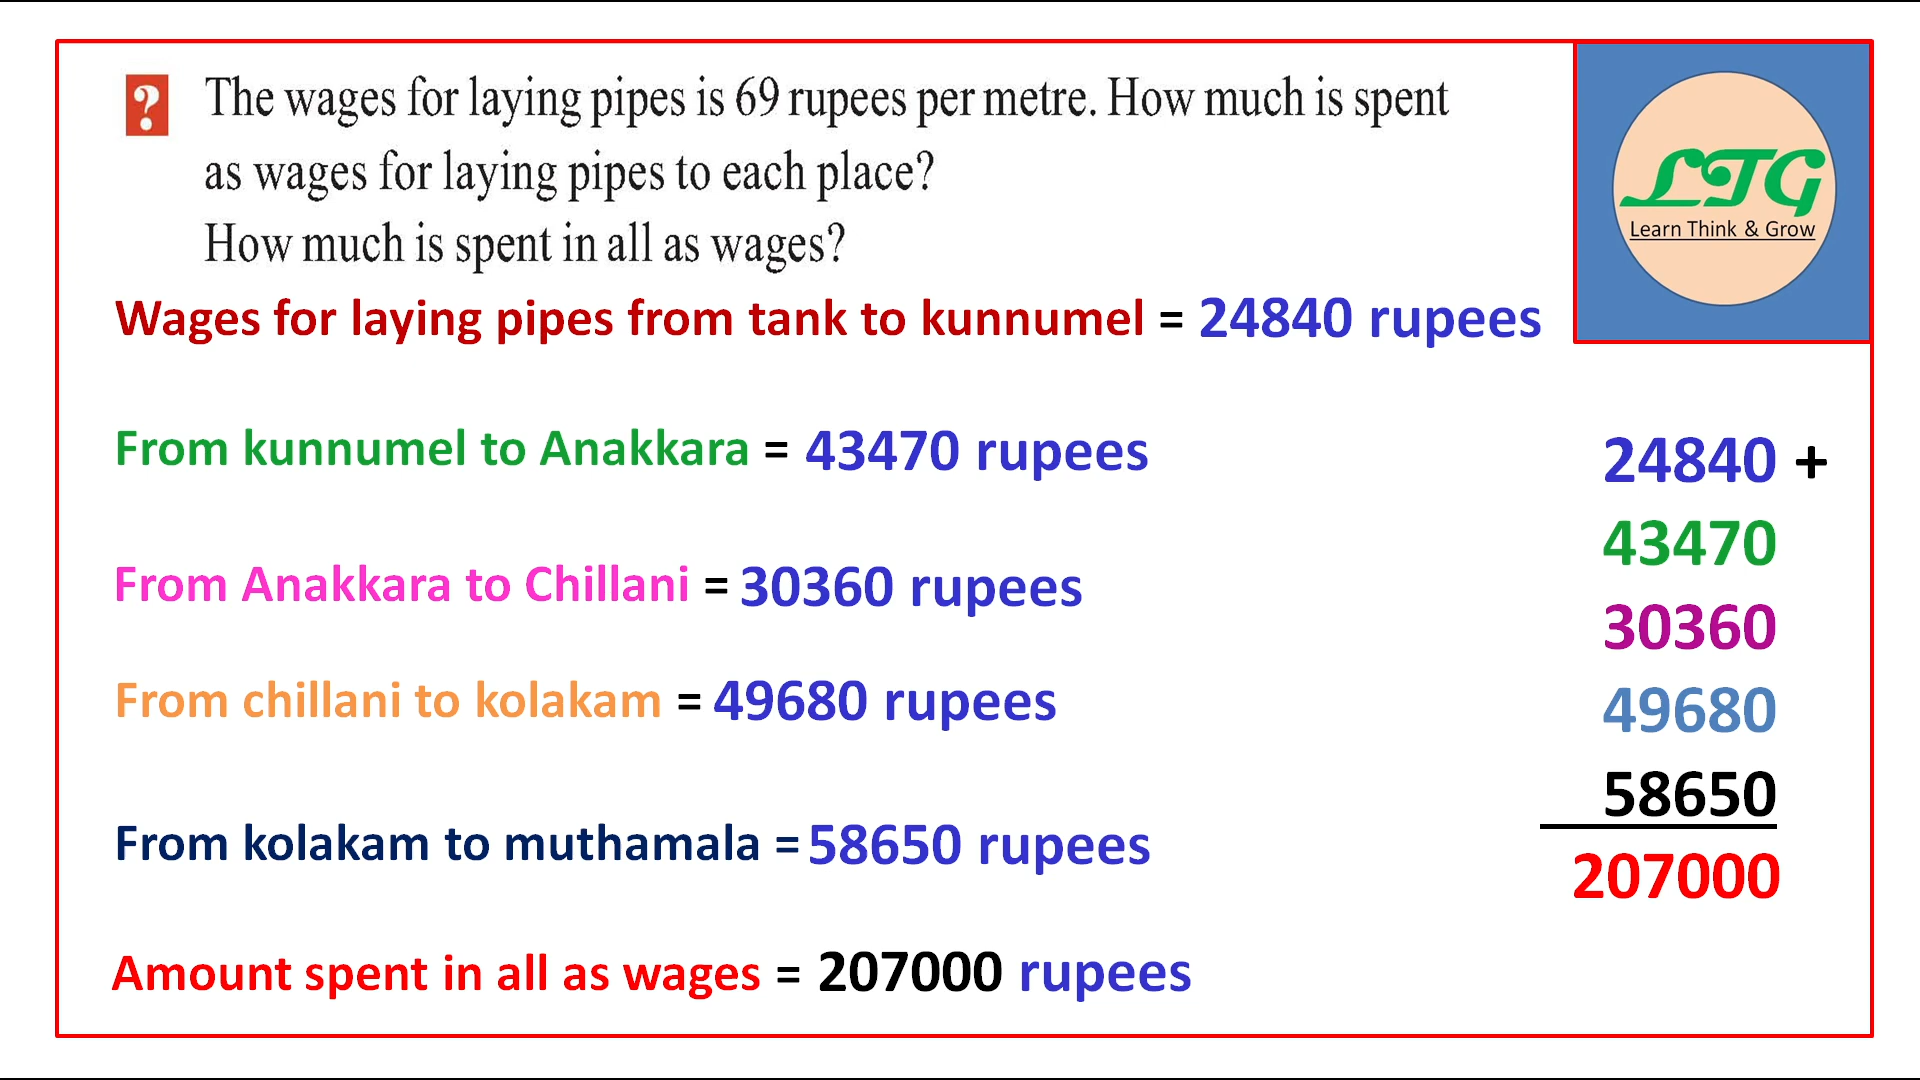 ? The wages for laying pipes is 69 rupees per metre. How much is spent
as wages for laying pipes to each place?
How much is spent in all as wages?
LTG
Learn Think & Grow
Wages for laying pipes from tank to kunnumel = 24840 rupees
From kunnumel to Anakkara = 43470 rupees
From Anakkara to Chillani = 30360 rupees
From chillani to kolakam = 49680 rupees
From kolakam to muthamala = 58650 rupees
Amount spent in all as wages = 207000 rupees
24840 +
43470
30360
49680
58650
207000